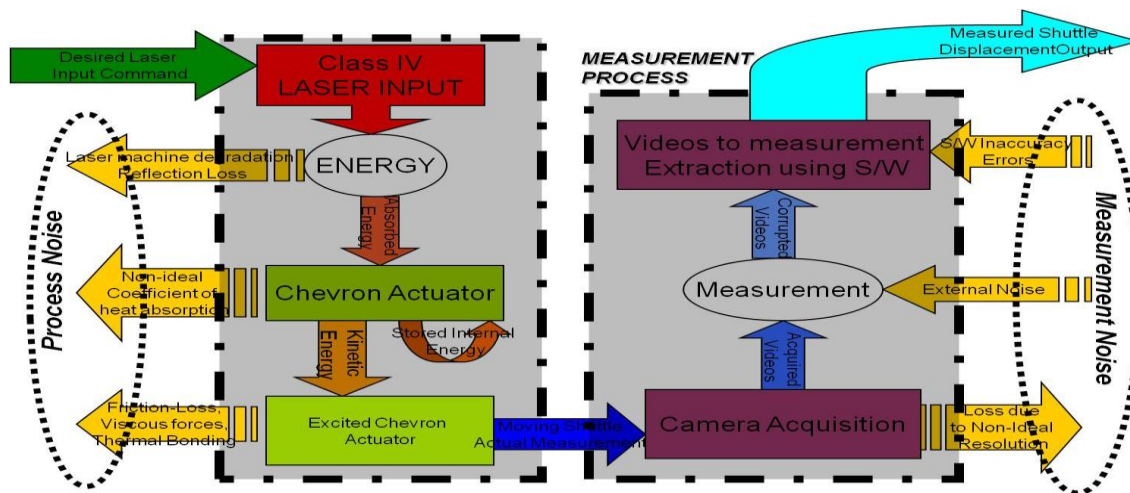 Desired Laser
Input Command
Class IV
LASER INPUT
ENERGY
Laser machine degradation,
Reflection Loss
Absorbed
Energy
Non-ideal
Coefficient of
heat absorption
Chevron Actuator
Kinetic
Energy
Stored Internal
Energy
Friction-Loss,
Viscous forces,
Thermal Bonding
Excited Chevron
Actuator
Process Noise
Moving Shuttle
Actual Measurement
MEASUREMENT
PROCESS
Measured Shuttle
Displacement Output
Videos to measurement
Extraction using S/W
S/W Inaccuracy
Errors
Corrupted
Videos
Measurement
External Noise
Acquired
Videos
Camera Acquisition
Loss due
to Non-Ideal
Resolution
Measurement Noise